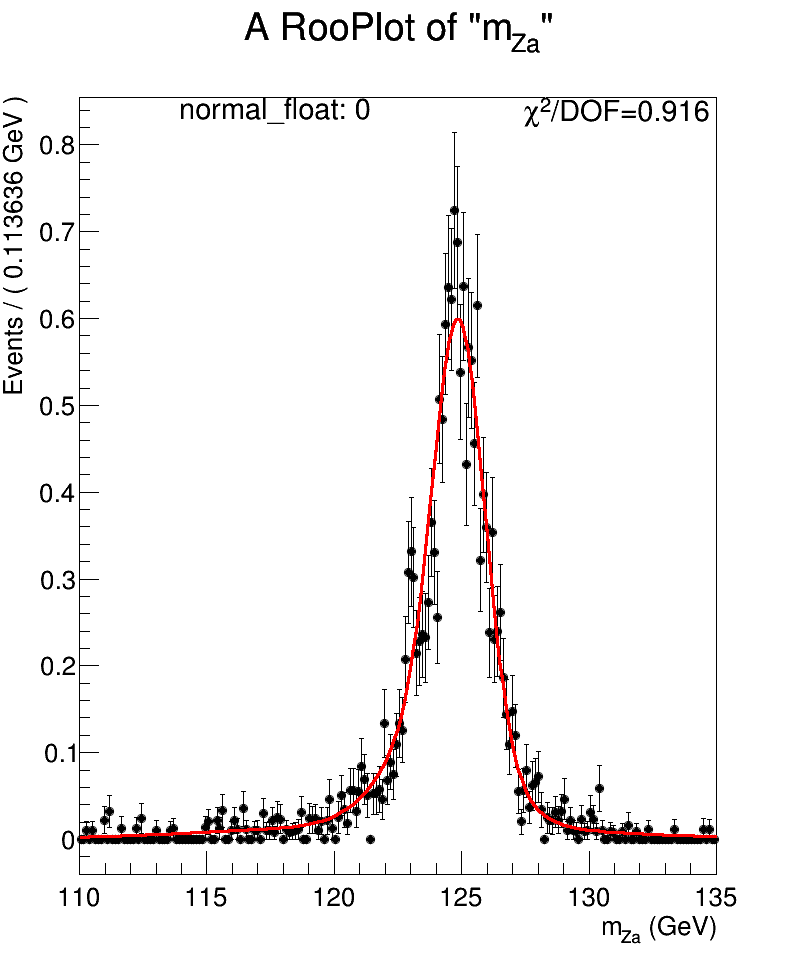 A RooPlot of "m_Za"
normal_float: 0
χ²/DOF=0.916
Events / ( 0.113636 GeV )
0.8
0.7
0.6
0.5
0.4
0.3
0.2
0.1
0
110 115 120 125 130 135
m_Za (GeV)